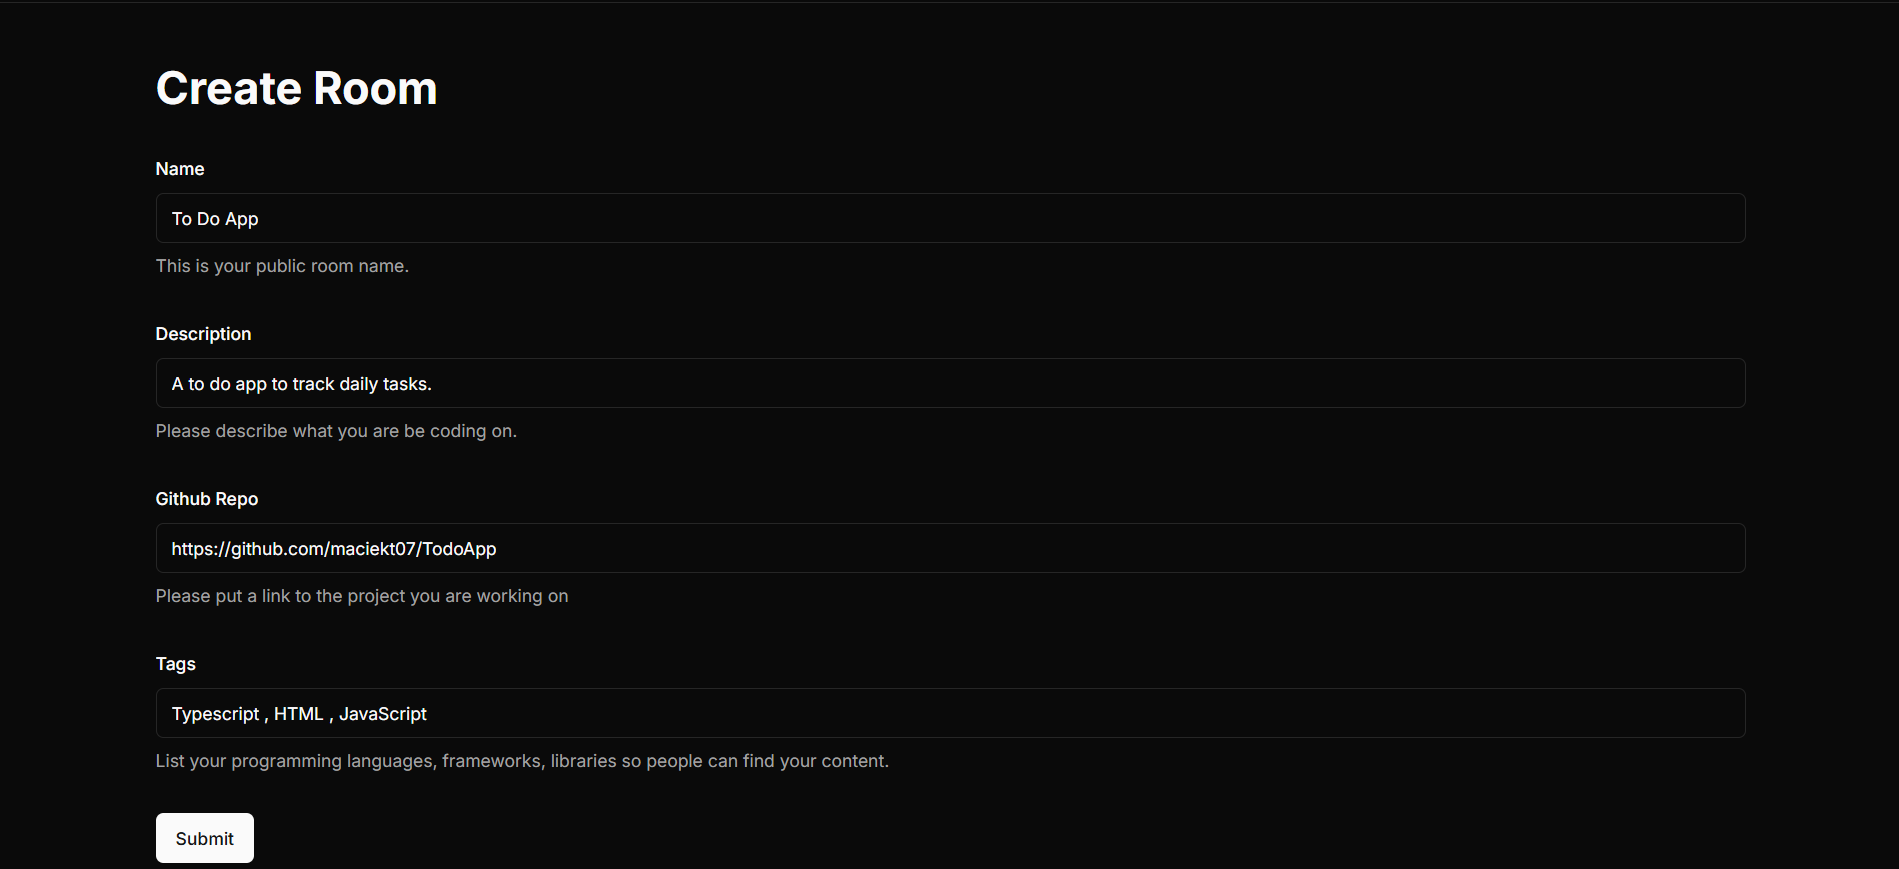 Create Room
Name
To Do App
This is your public room name.
Description
A to do app to track daily tasks.
Please describe what you are be coding on.
Github Repo
https://github.com/maciekt07/TodoApp
Please put a link to the project you are working on
Tags
Typescript , HTML , JavaScript
List your programming languages, frameworks, libraries so people can find your content.
Submit